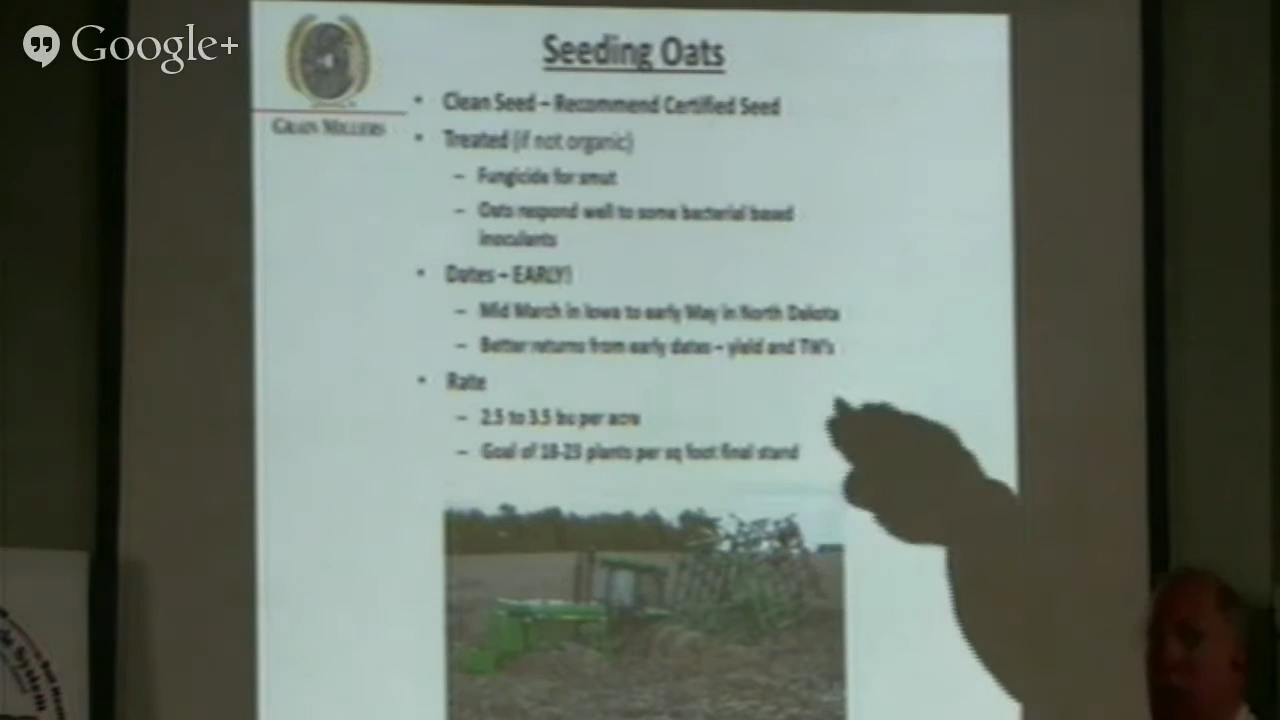 Google+
GRAIN MILLERS
Seeding Oats
• Clean Seed – Recommend Certified Seed
• Treated (if not organic)
– Fungicide for smut
– Oats respond well to some bacterial based
inoculants
• Dates – EARLY!
– Mid March in Iowa to early May in North Dakota
– Better returns from early dates – yield and TW's
• Rate
– 2.5 to 3.5 bu per acre
– Goal of 18-23 plants per sq foot final stand